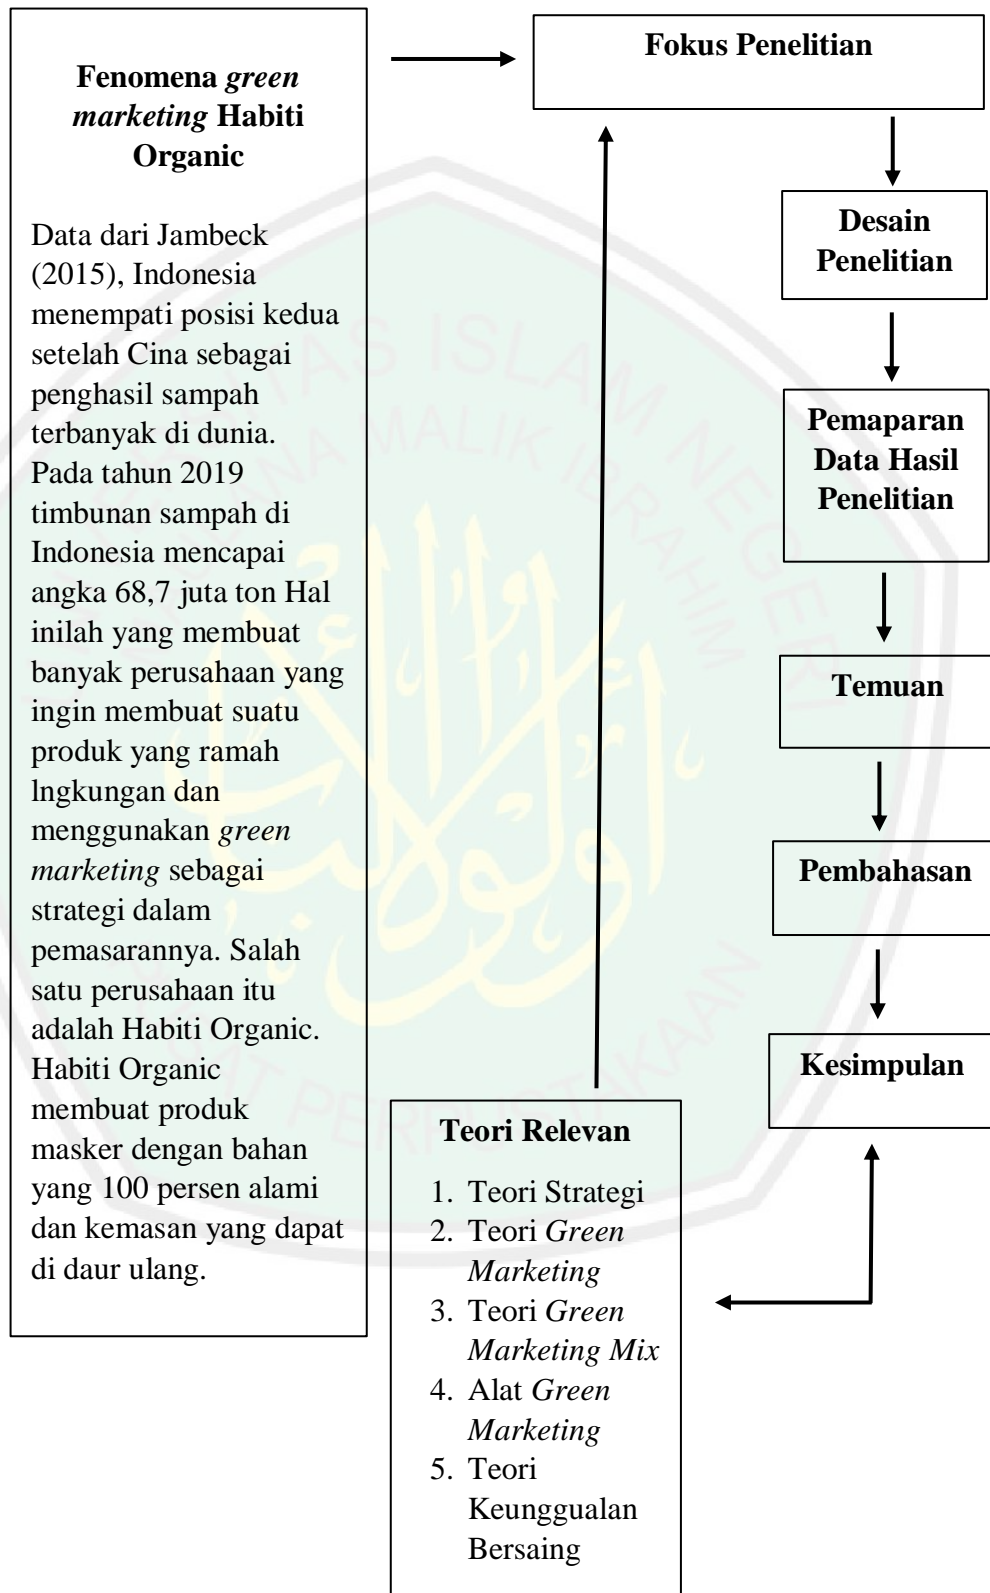 Fenomena green
marketing Habiti
Organic
Data dari Jambeck
(2015), Indonesia
menempati posisi kedua
setelah Cina sebagai
penghasil sampah
terbanyak di dunia.
Pada tahun 2019
timbunan sampah di
Indonesia mencapai
angka 68,7 juta ton Hal
inilah yang membuat
banyak perusahaan yang
ingin membuat suatu
produk yang ramah
lngkungan dan
menggunakan green
marketing sebagai
strategi dalam
pemasarannya. Salah
satu perusahaan itu
adalah Habiti Organic.
Habiti Organic
membuat produk
masker dengan bahan
yang 100 persen alami
dan kemasan yang dapat
di daur ulang.
Fokus Penelitian
Desain
Penelitian
Pemaparan
Data Hasil
Penelitian
Temuan
Pembahasan
Kesimpulan
Teori Relevan
1. Teori Strategi
2. Teori Green
Marketing
3. Teori Green
Marketing Mix
4. Alat Green
Marketing
5. Teori
Keunggualan
Bersaing
MAULANA MALIK IBRAHIM
PUSAT PERPUSTAKAAN